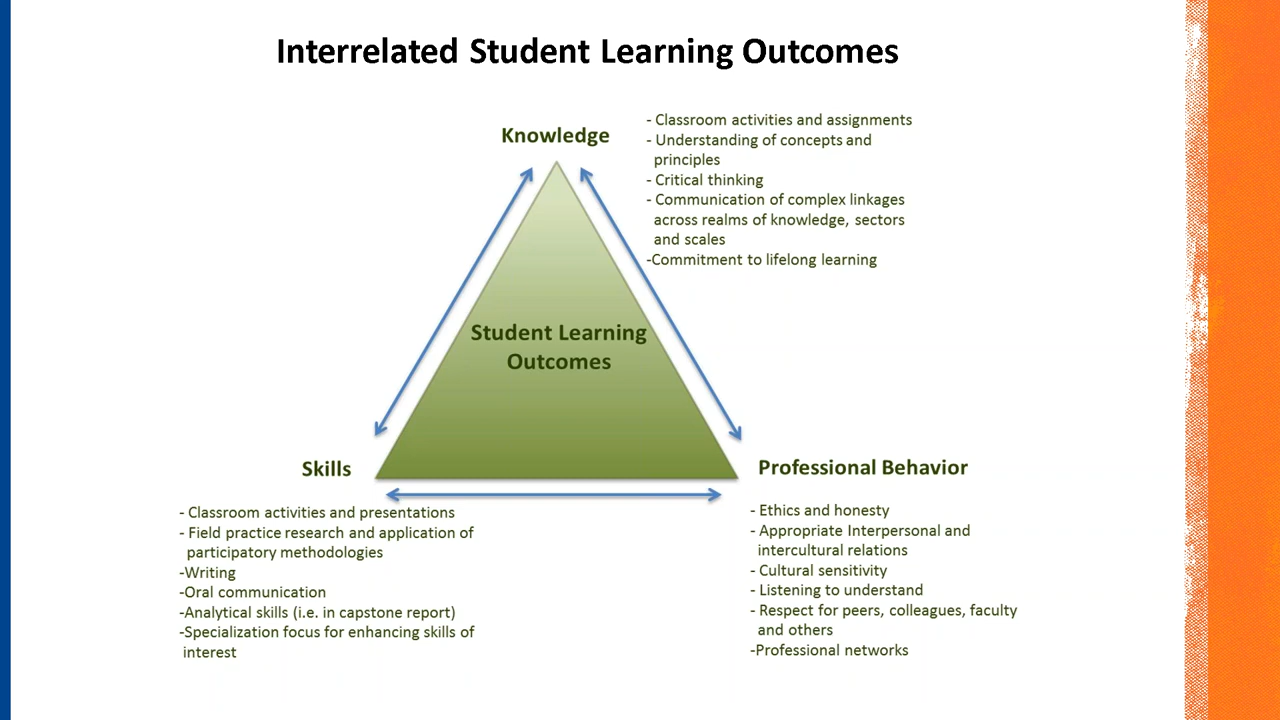 Interrelated Student Learning Outcomes
Knowledge
- Classroom activities and assignments
- Understanding of concepts and
principles
- Critical thinking
- Communication of complex linkages
across realms of knowledge, sectors
and scales
-Commitment to lifelong learning
Student Learning
Outcomes
Skills
- Classroom activities and presentations
- Field practice research and application of
participatory methodologies
-Writing
-Oral communication
-Analytical skills (i.e. in capstone report)
-Specialization focus for enhancing skills of
interest
Professional Behavior
- Ethics and honesty
- Appropriate Interpersonal and
intercultural relations
- Cultural sensitivity
- Listening to understand
- Respect for peers, colleagues, faculty
and others
-Professional networks